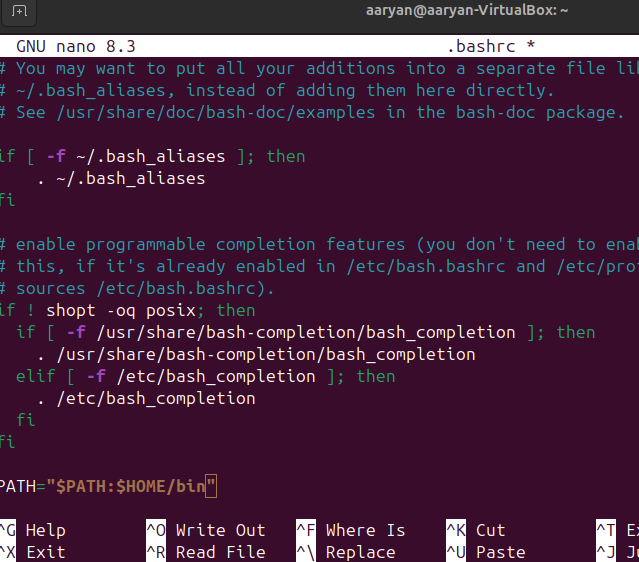 aaryan@aaryan-VirtualBox: ~
GNU nano 8.3 .bashrc *
# You may want to put all your additions into a separate file li
# ~/.bash_aliases, instead of adding them here directly.
# See /usr/share/doc/bash-doc/examples in the bash-doc package.
if [ -f ~/.bash_aliases ]; then
. ~/.bash_aliases
fi
# enable programmable completion features (you don't need to ena
# this, if it's already enabled in /etc/bash.bashrc and /etc/pro
# sources /etc/bash.bashrc).
if ! shopt -oq posix; then
if [ -f /usr/share/bash-completion/bash_completion ]; then
. /usr/share/bash-completion/bash_completion
elif [ -f /etc/bash_completion ]; then
. /etc/bash_completion
fi
fi
PATH="$PATH:$HOME/bin"
^G Help ^O Write Out ^F Where Is ^K Cut ^T Ex
^X Exit ^R Read File ^\ Replace ^U Paste ^J Ju